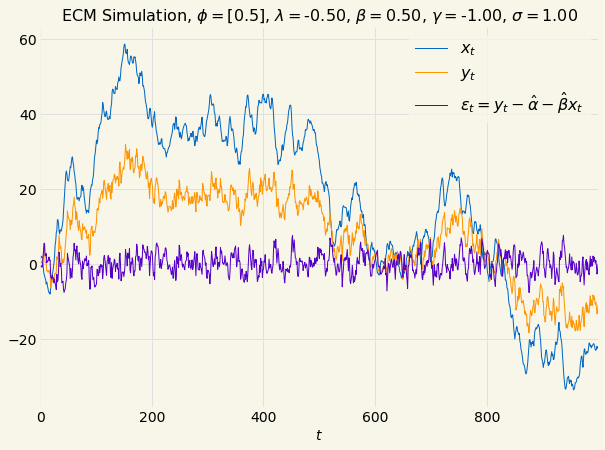 ECM Simulation, ϕ = [0.5], λ = -0.50, β = 0.50, γ = -1.00, σ = 1.00
60
40
20
0
−20
0 200 400 600 800
t
x_t
y_t
ε_t = y_t − α̂ − β̂x_t